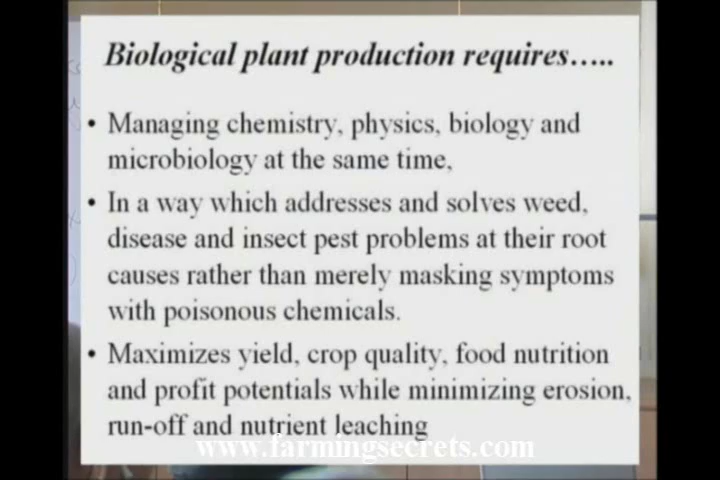 Biological plant production requires…..
• Managing chemistry, physics, biology and
microbiology at the same time,
• In a way which addresses and solves weed,
disease and insect pest problems at their root
causes rather than merely masking symptoms
with poisonous chemicals.
• Maximizes yield, crop quality, food nutrition
and profit potentials while minimizing erosion,
run-off and nutrient leaching
www.farmingsecrets.com